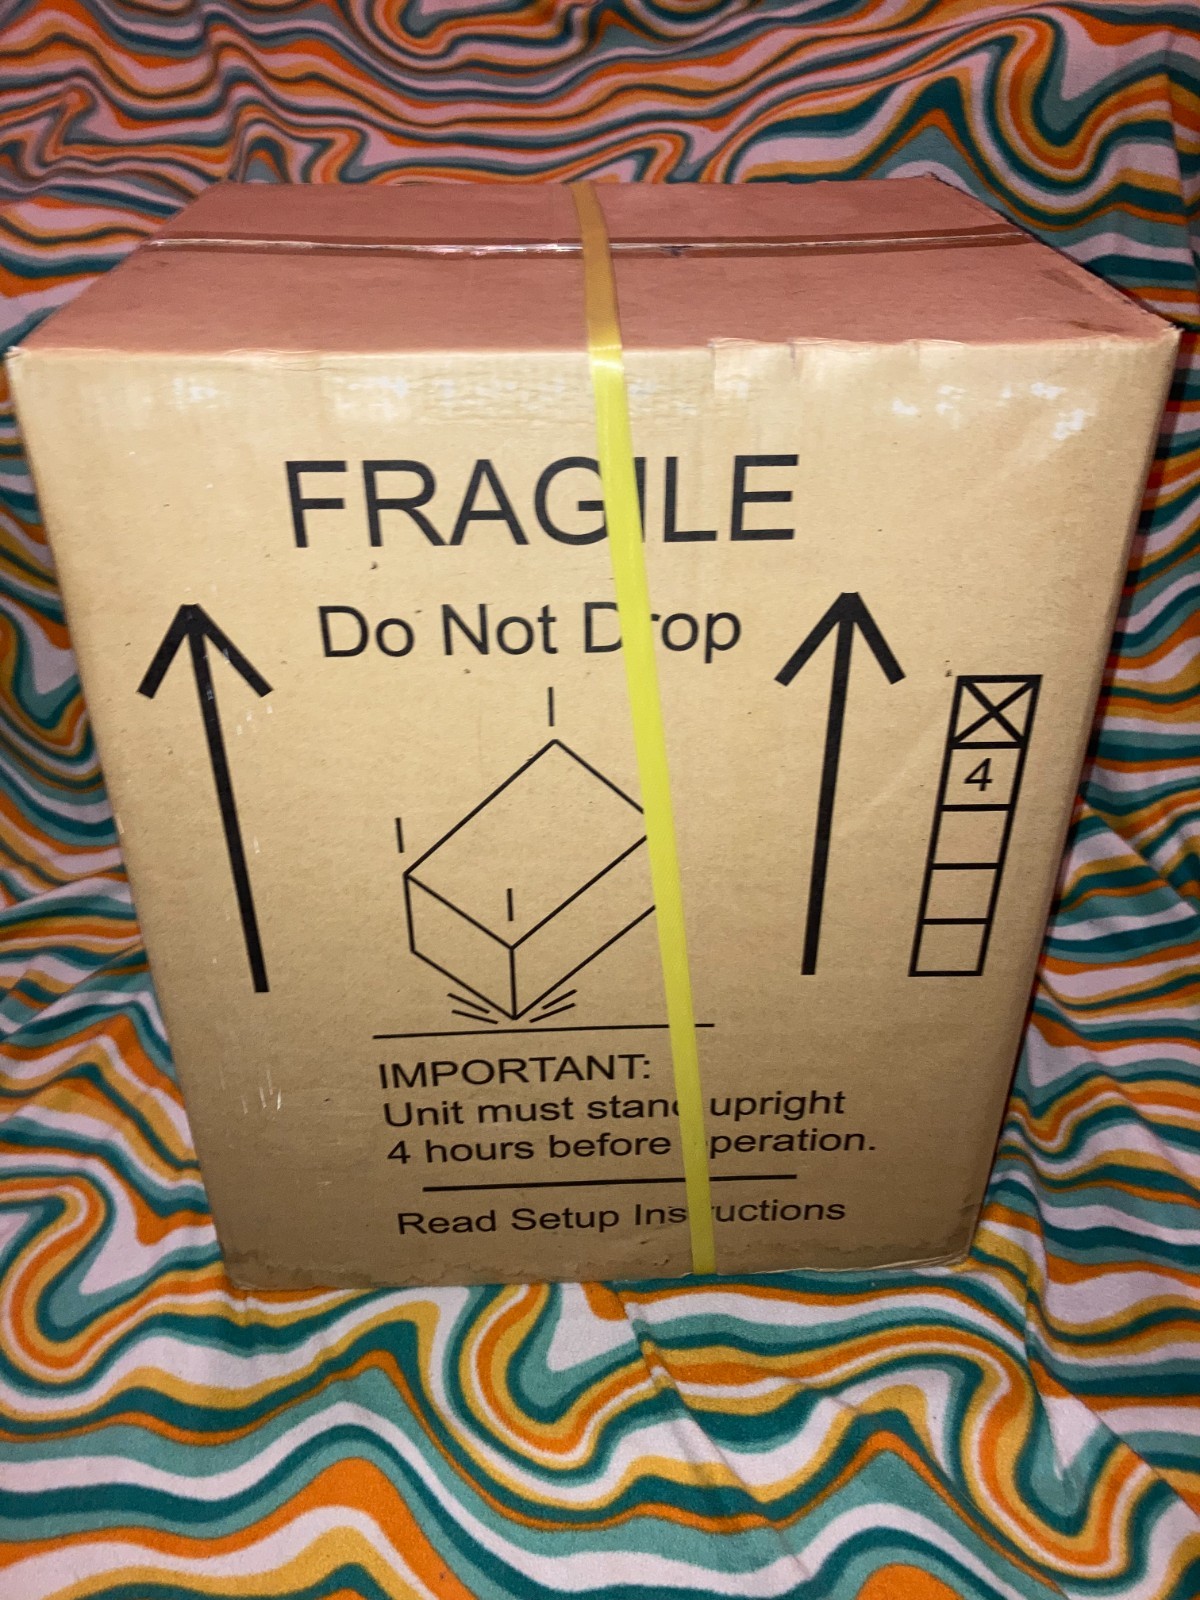 FRAGILE
Do Not Drop
4
IMPORTANT:
Unit must stand upright
4 hours before operation.
Read Setup Instructions